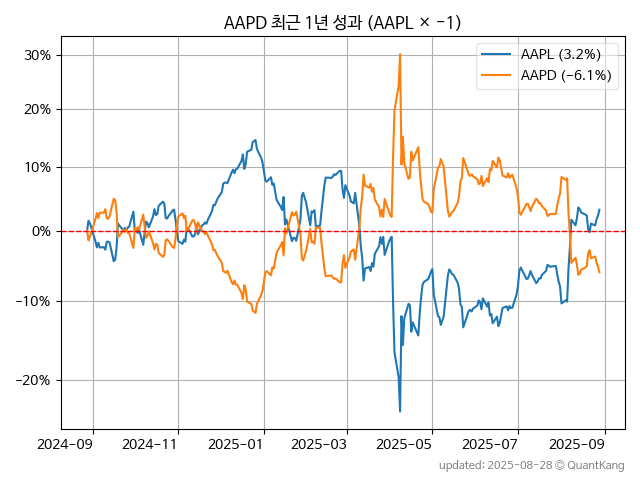 AAPD 최근 1년 성과 (AAPL × −1)
AAPL (3.2%)
AAPD (−6.1%)
30%
20%
10%
0%
−10%
−20%
2024-09 2024-11 2025-01 2025-03 2025-05 2025-07 2025-09
updated: 2025-08-28 © QuantKang